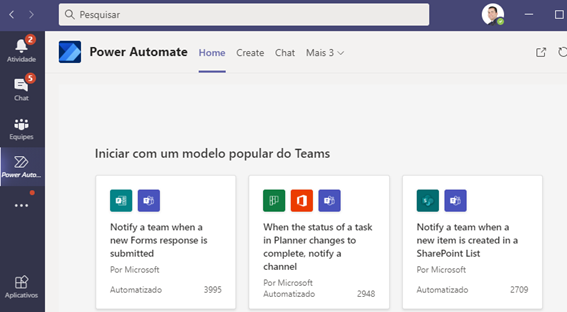 Pesquisar
2
Atividade
5
Chat
Equipes
Power Auto...
Aplicativos
Power Automate Home Create Chat Mais 3
Iniciar com um modelo popular do Teams
Notify a team when a
new Forms response is
submitted
Por Microsoft
Automatizado 3995
When the status of a task
in Planner changes to
complete, notify a
channel
Por Microsoft
Automatizado 2948
Notify a team when a
new item is created in a
SharePoint List
Por Microsoft
Automatizado 2709